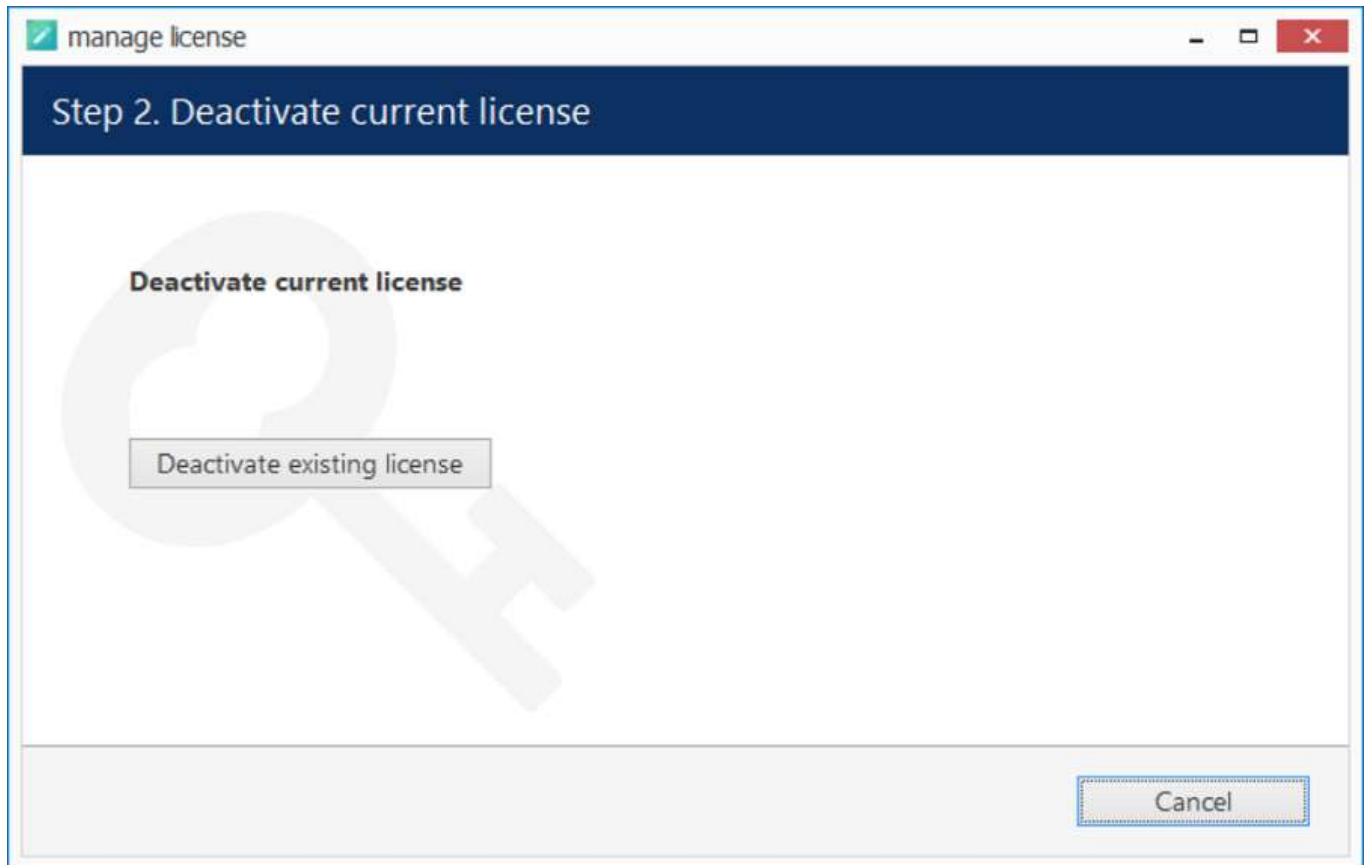 manage license
Step 2. Deactivate current license
Deactivate current license
Deactivate existing license
Cancel